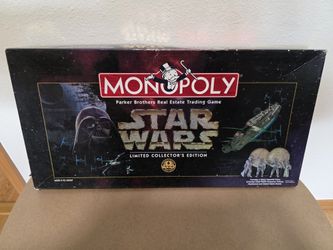 MONOPOLY
Parker Brothers Real Estate Trading Game
STAR
WARS
LIMITED COLLECTOR'S EDITION